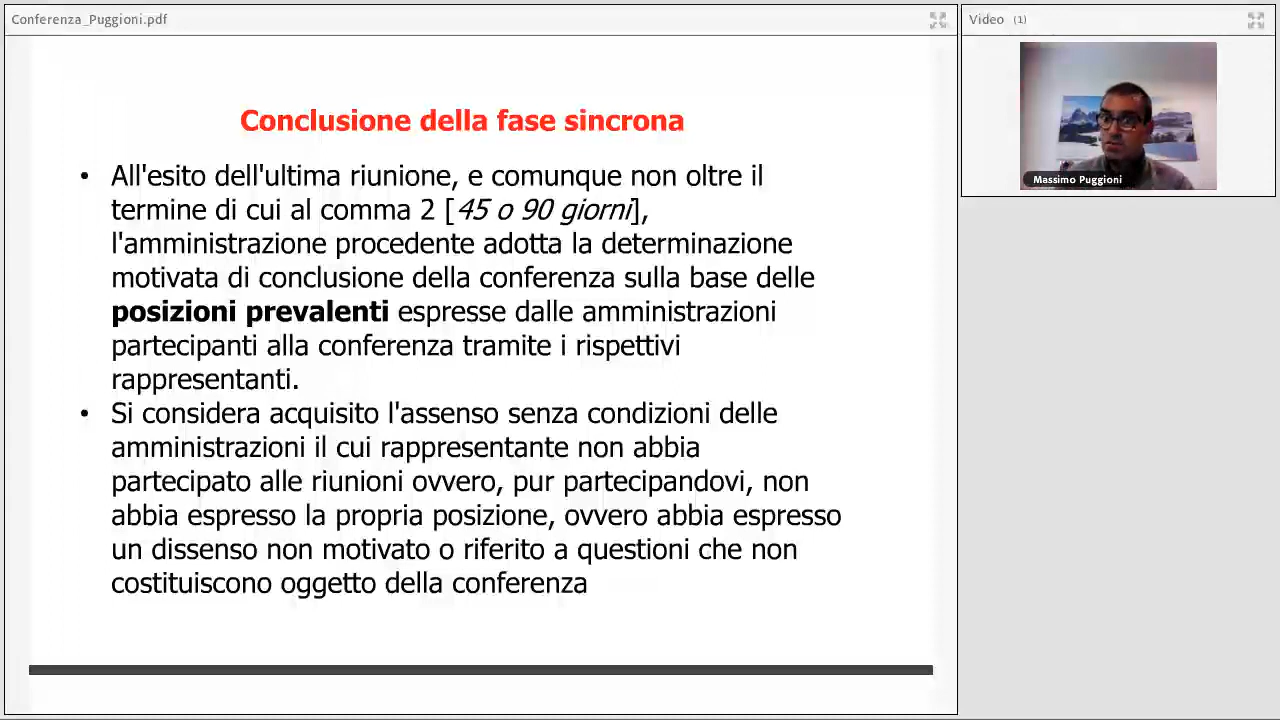 Conferenza_Puggioni.pdf
Video (1)
Massimo Puggioni
Conclusione della fase sincrona
• All'esito dell'ultima riunione, e comunque non oltre il
termine di cui al comma 2 [45 o 90 giorni],
l'amministrazione procedente adotta la determinazione
motivata di conclusione della conferenza sulla base delle
posizioni prevalenti espresse dalle amministrazioni
partecipanti alla conferenza tramite i rispettivi
rappresentanti.
• Si considera acquisito l'assenso senza condizioni delle
amministrazioni il cui rappresentante non abbia
partecipato alle riunioni ovvero, pur partecipandovi, non
abbia espresso la propria posizione, ovvero abbia espresso
un dissenso non motivato o riferito a questioni che non
costituiscono oggetto della conferenza